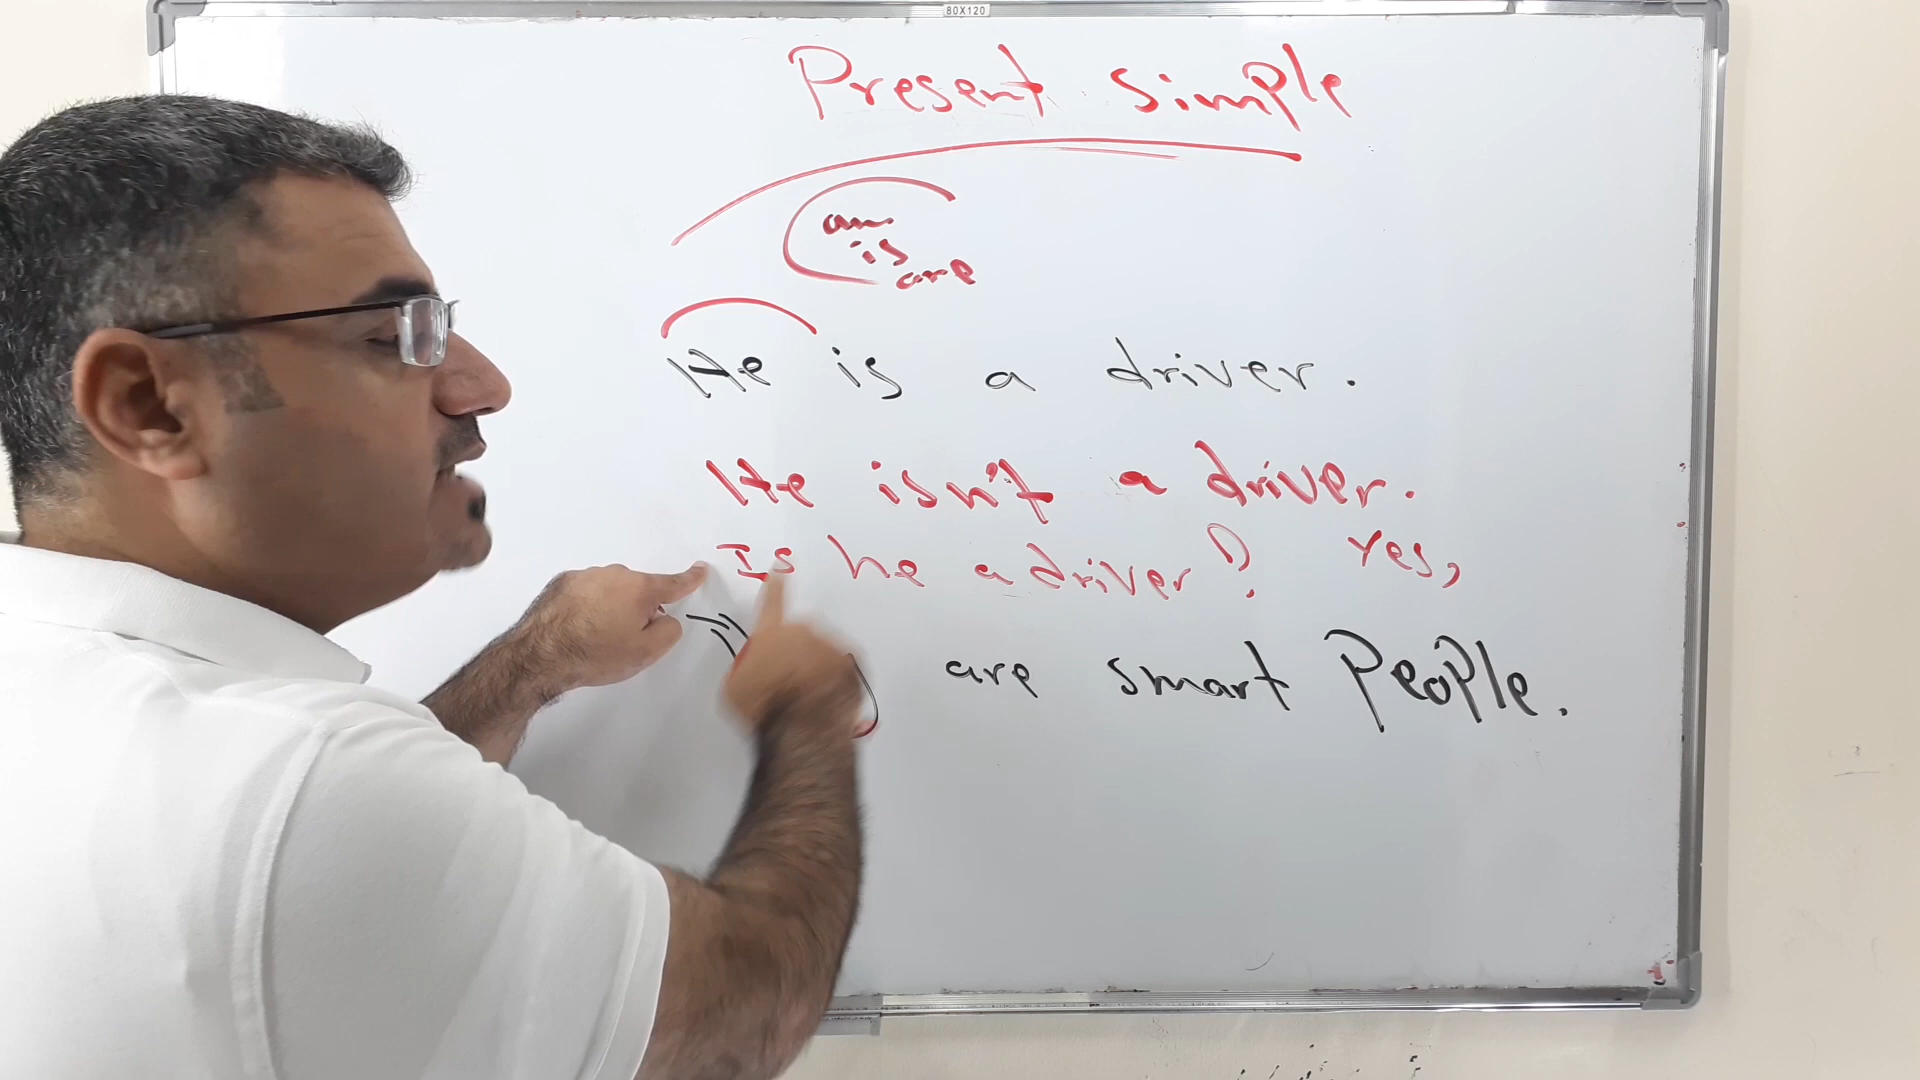 80X120
Present simple
am
is
are
He is a driver.
He isn't a driver.
Is he a driver? Yes,
are smart People.